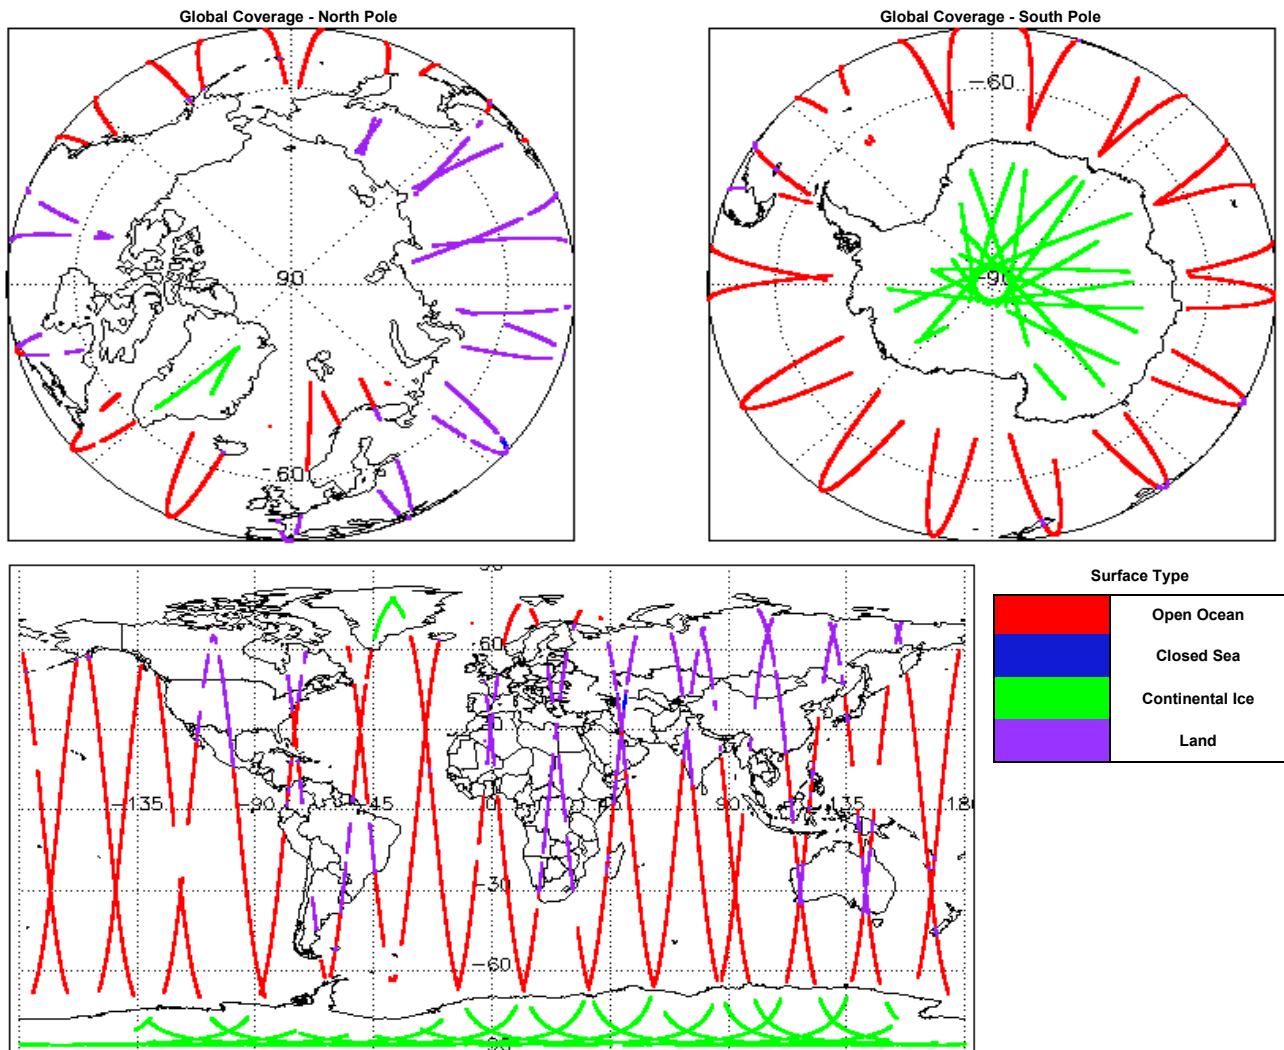 Global Coverage - North Pole
Global Coverage - South Pole
90
-60
-60
-90
Surface Type
Open Ocean
Closed Sea
Continental Ice
Land
60
-135
-90
-45
0
45
90
135
180
-30
-60